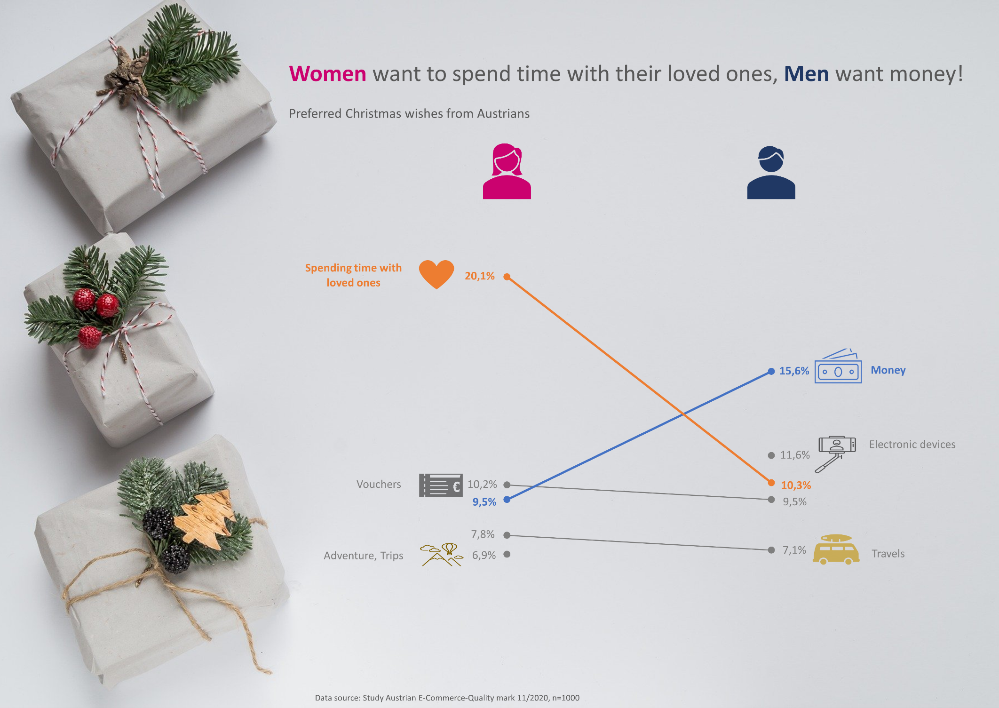 Women want to spend time with their loved ones, Men want money!
Preferred Christmas wishes from Austrians
Spending time with
loved ones
20,1%
15,6%
Money
11,6%
Electronic devices
Vouchers
€
10,2%
10,3%
9,5%
9,5%
7,8%
7,1%
Travels
Adventure, Trips
6,9%
Data source: Study Austrian E-Commerce-Quality mark 11/2020, n=1000